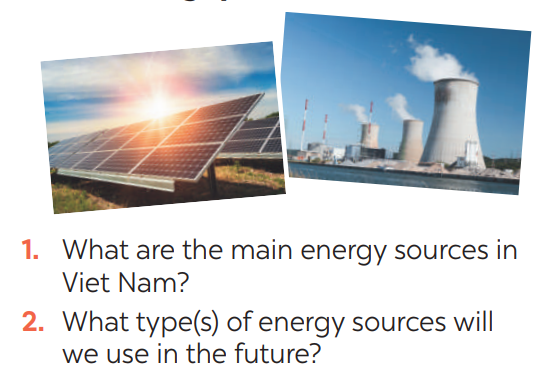 1. What are the main energy sources in
Viet Nam?
2. What type(s) of energy sources will
we use in the future?